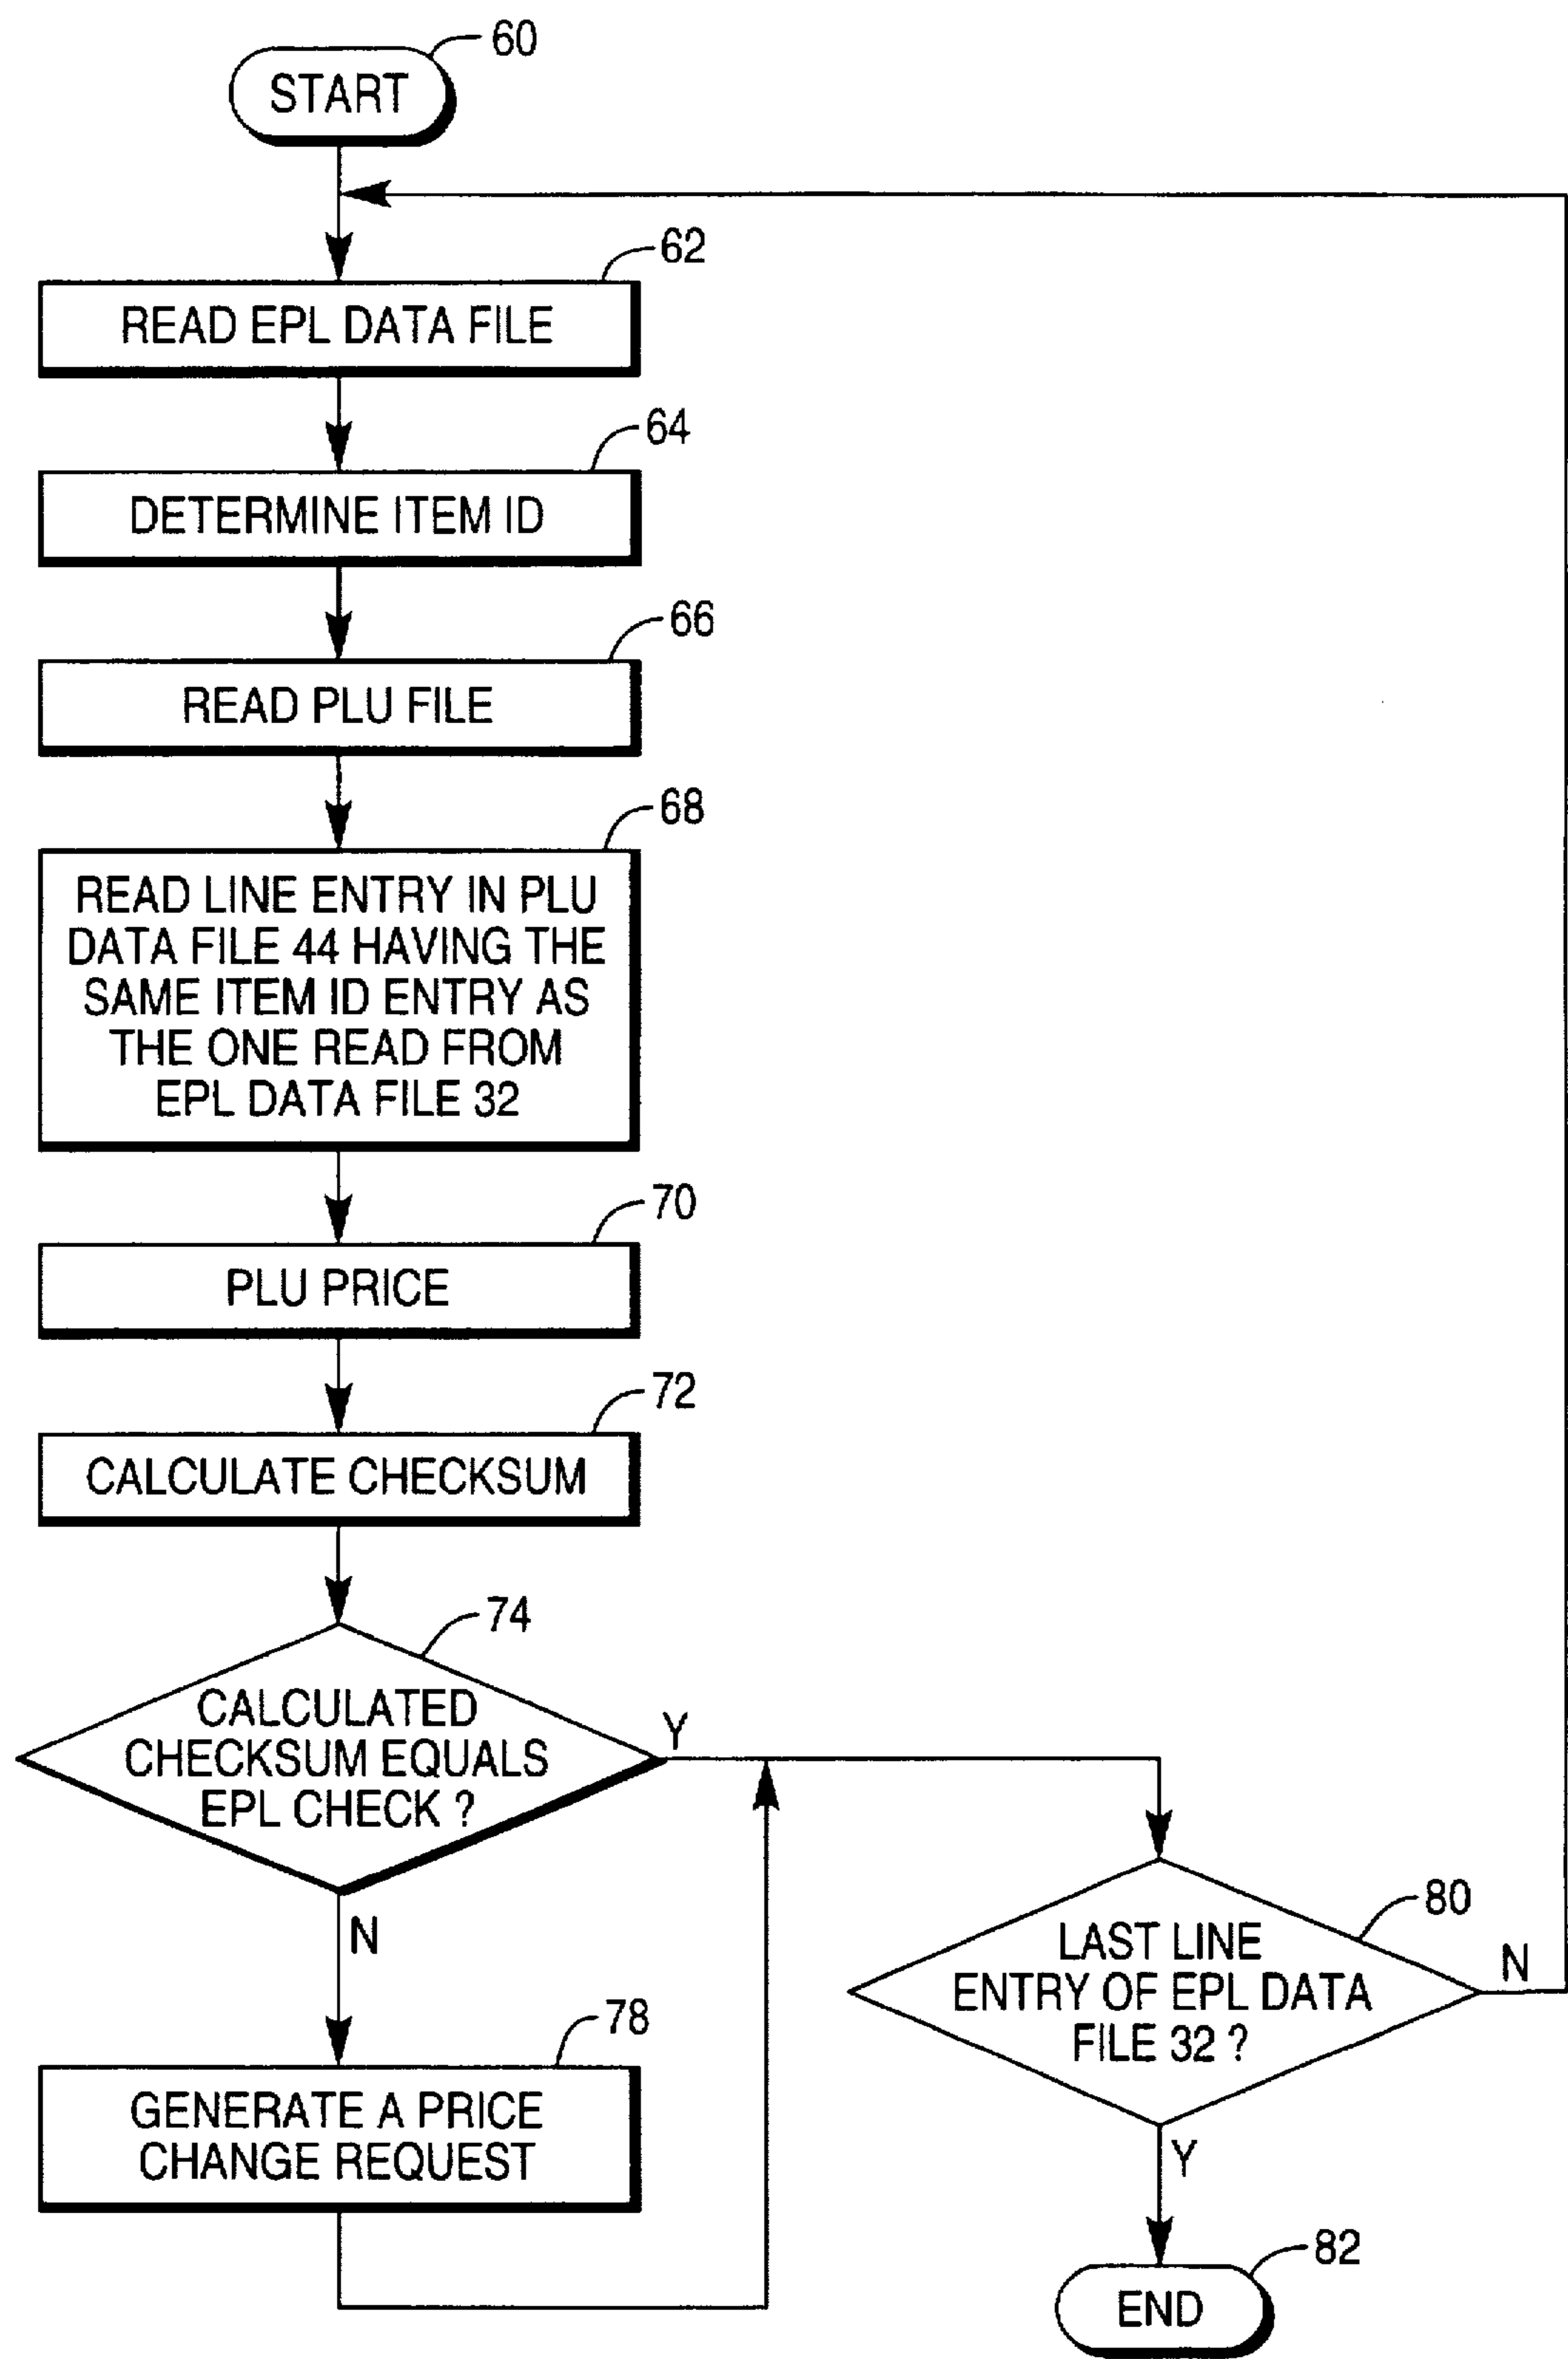 60
START
62
READ EPL DATA FILE
64
DETERMINE ITEM ID
66
READ PLU FILE
68
READ LINE ENTRY IN PLU
DATA FILE 44 HAVING THE
SAME ITEM ID ENTRY AS
THE ONE READ FROM
EPL DATA FILE 32
70
PLU PRICE
72
CALCULATE CHECKSUM
74
CALCULATED
CHECKSUM EQUALS
EPL CHECK ?
Y
N
78
GENERATE A PRICE
CHANGE REQUEST
80
LAST LINE
ENTRY OF EPL DATA
FILE 32 ?
N
Y
82
END